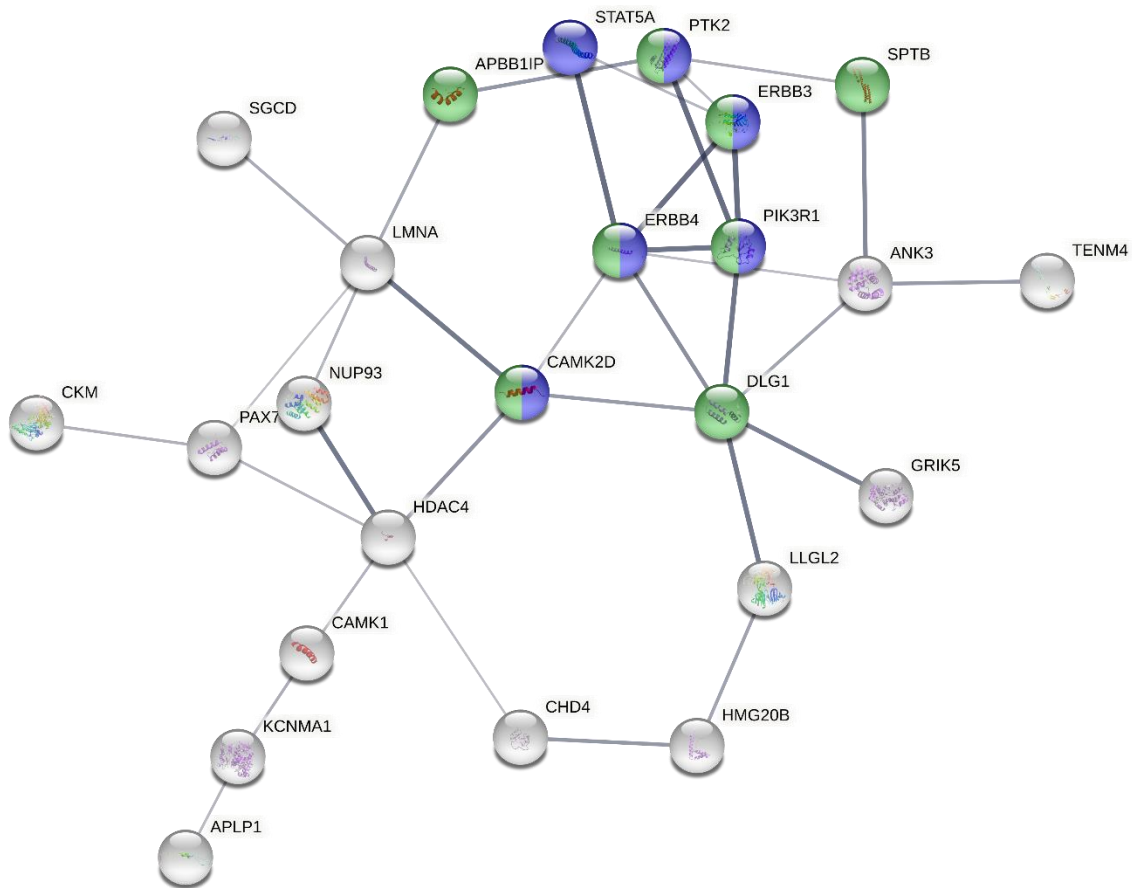 STAT5A
PTK2
APBB1IP
SPTB
ERBB3
SGCD
LMNA
ERBB4
PIK3R1
ANK3
TENM4
CAMK2D
NUP93
DLG1
CKM
PAX7
GRIK5
HDAC4
LLGL2
CAMK1
CHD4
HMG20B
KCNMA1
APLP1